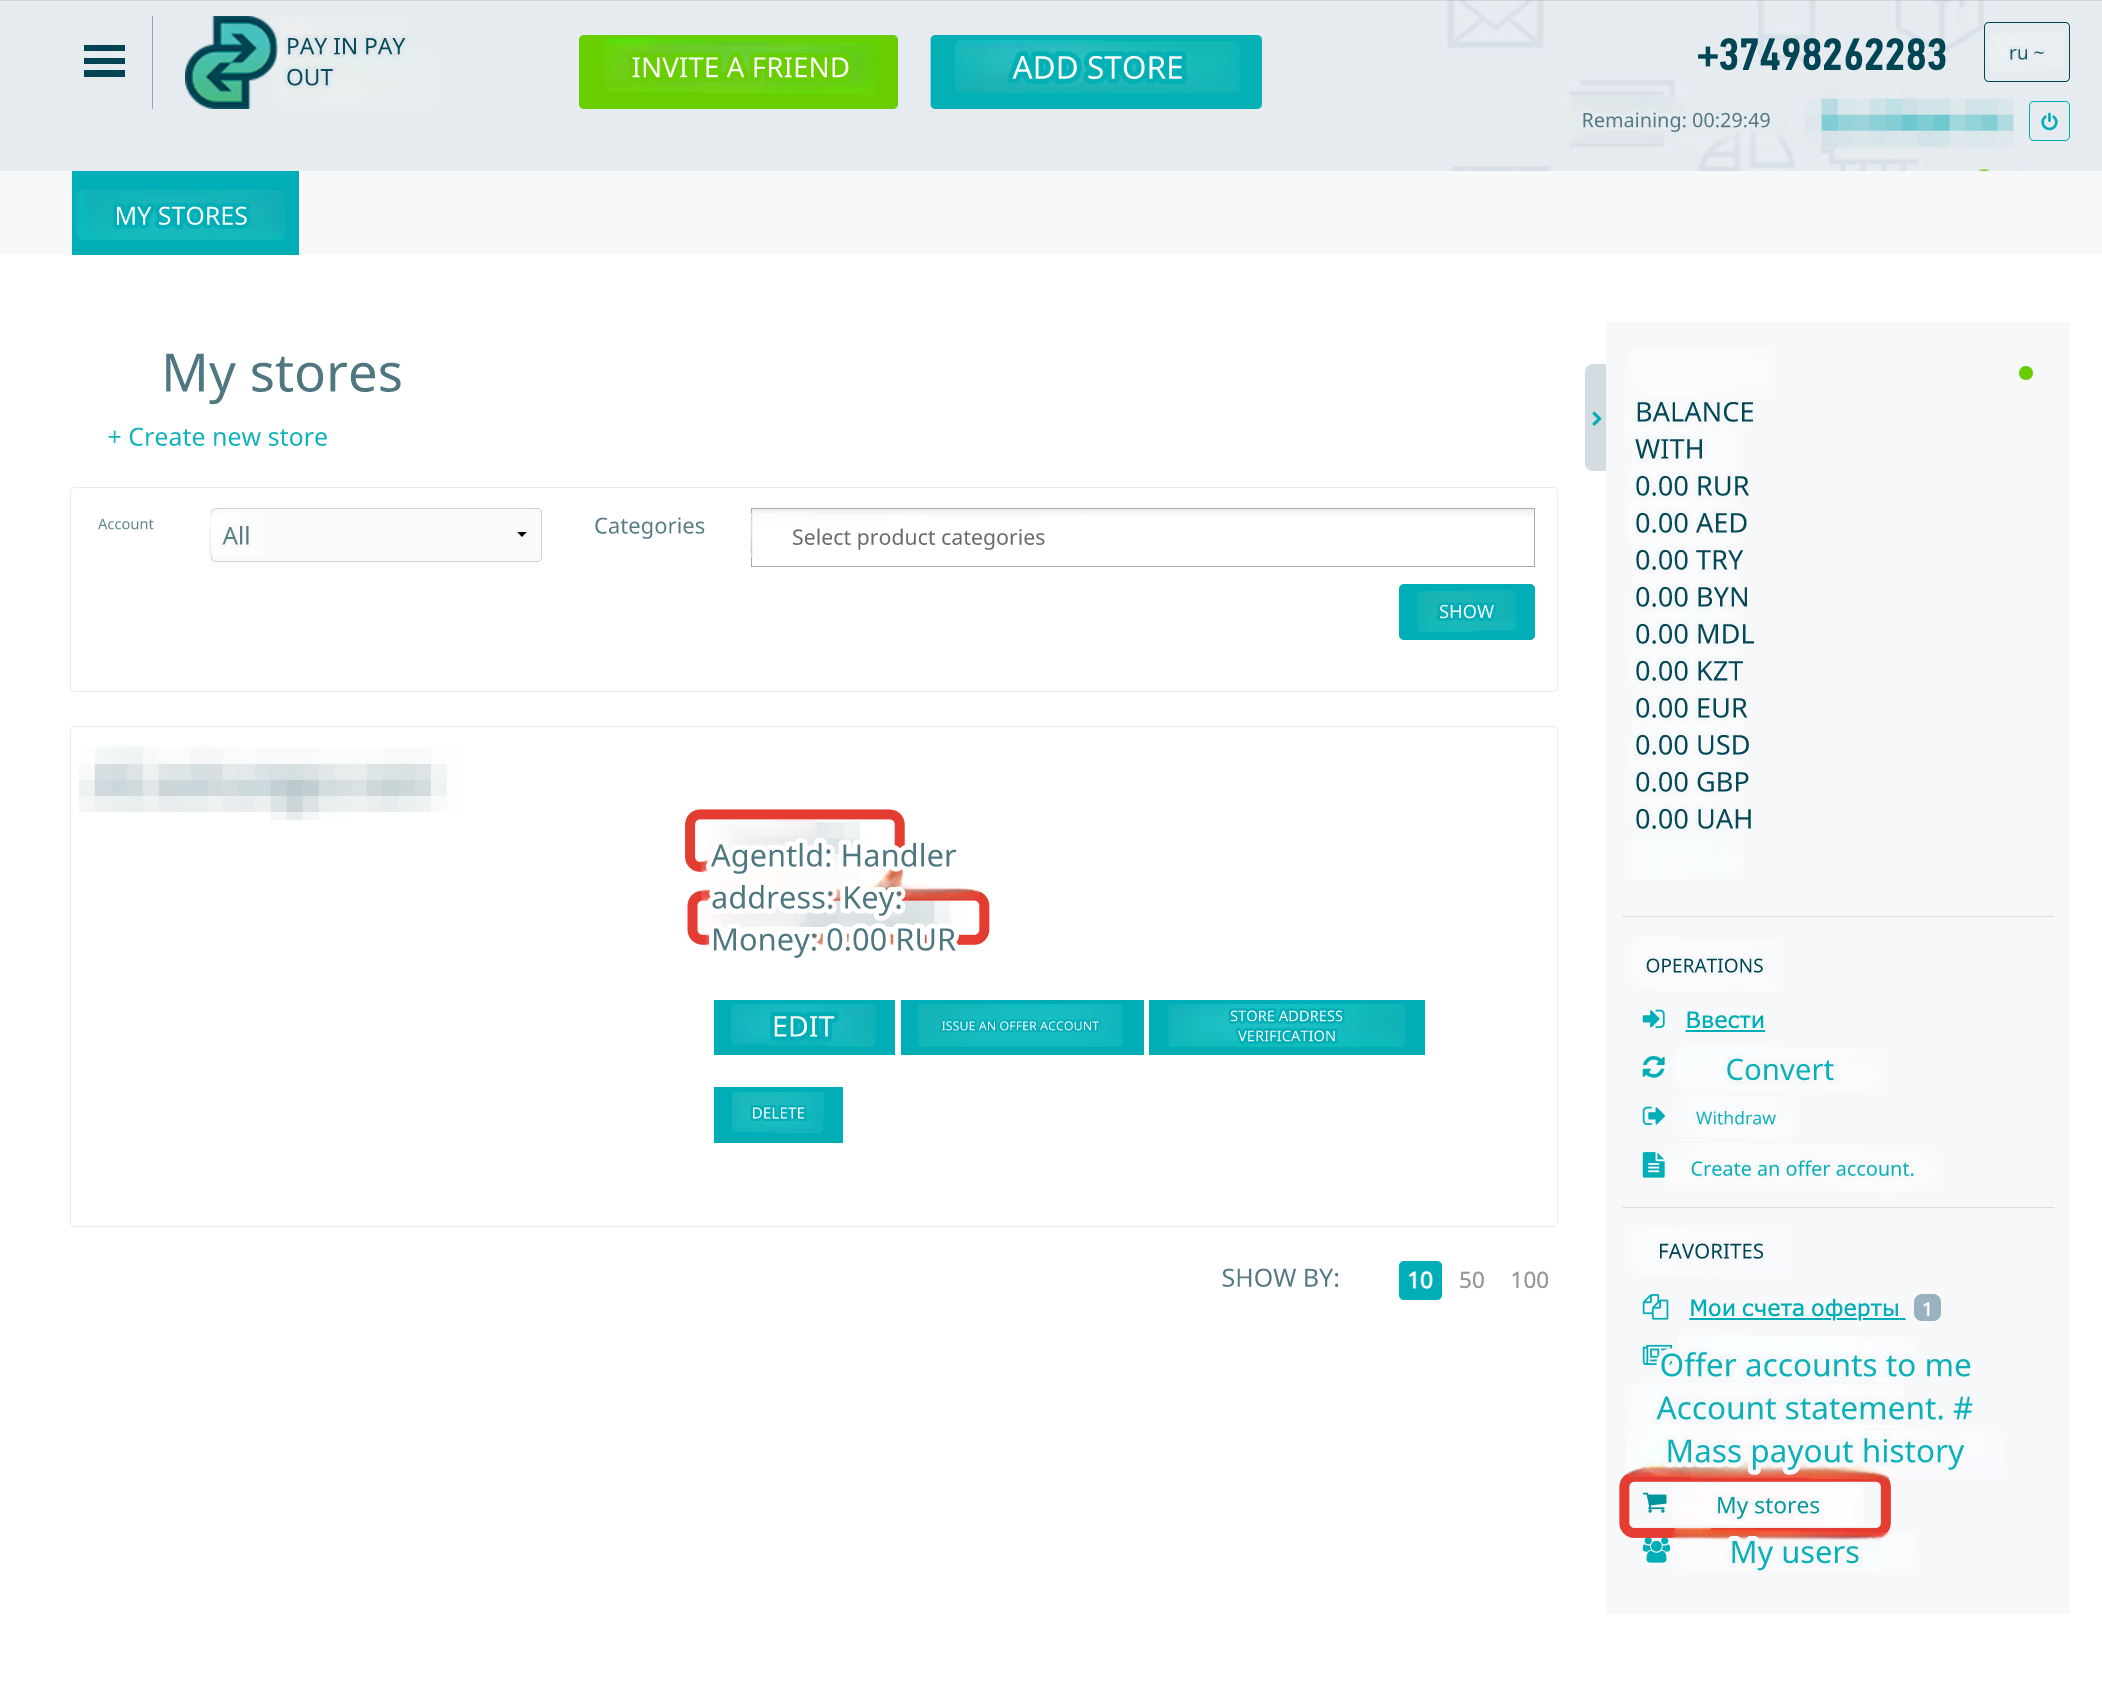 PAY IN PAY
OUT
INVITE A FRIEND
ADD STORE
+37498262283
ru ~
Remaining: 00:29:49
MY STORES
My stores
+ Create new store
Account
All
Categories
Select product categories
SHOW
AgentId: Handler
address: Key:
Money: 0.00 RUR
EDIT
ISSUE AN OFFER ACCOUNT
STORE ADDRESS
VERIFICATION
DELETE
SHOW BY:
10
50
100
BALANCE
WITH
0.00 RUR
0.00 AED
0.00 TRY
0.00 BYN
0.00 MDL
0.00 KZT
0.00 EUR
0.00 USD
0.00 GBP
0.00 UAH
OPERATIONS
Ввести
Convert
Withdraw
Create an offer account.
FAVORITES
Мои счета оферты 1
Offer accounts to me
Account statement. #
Mass payout history
My stores
My users